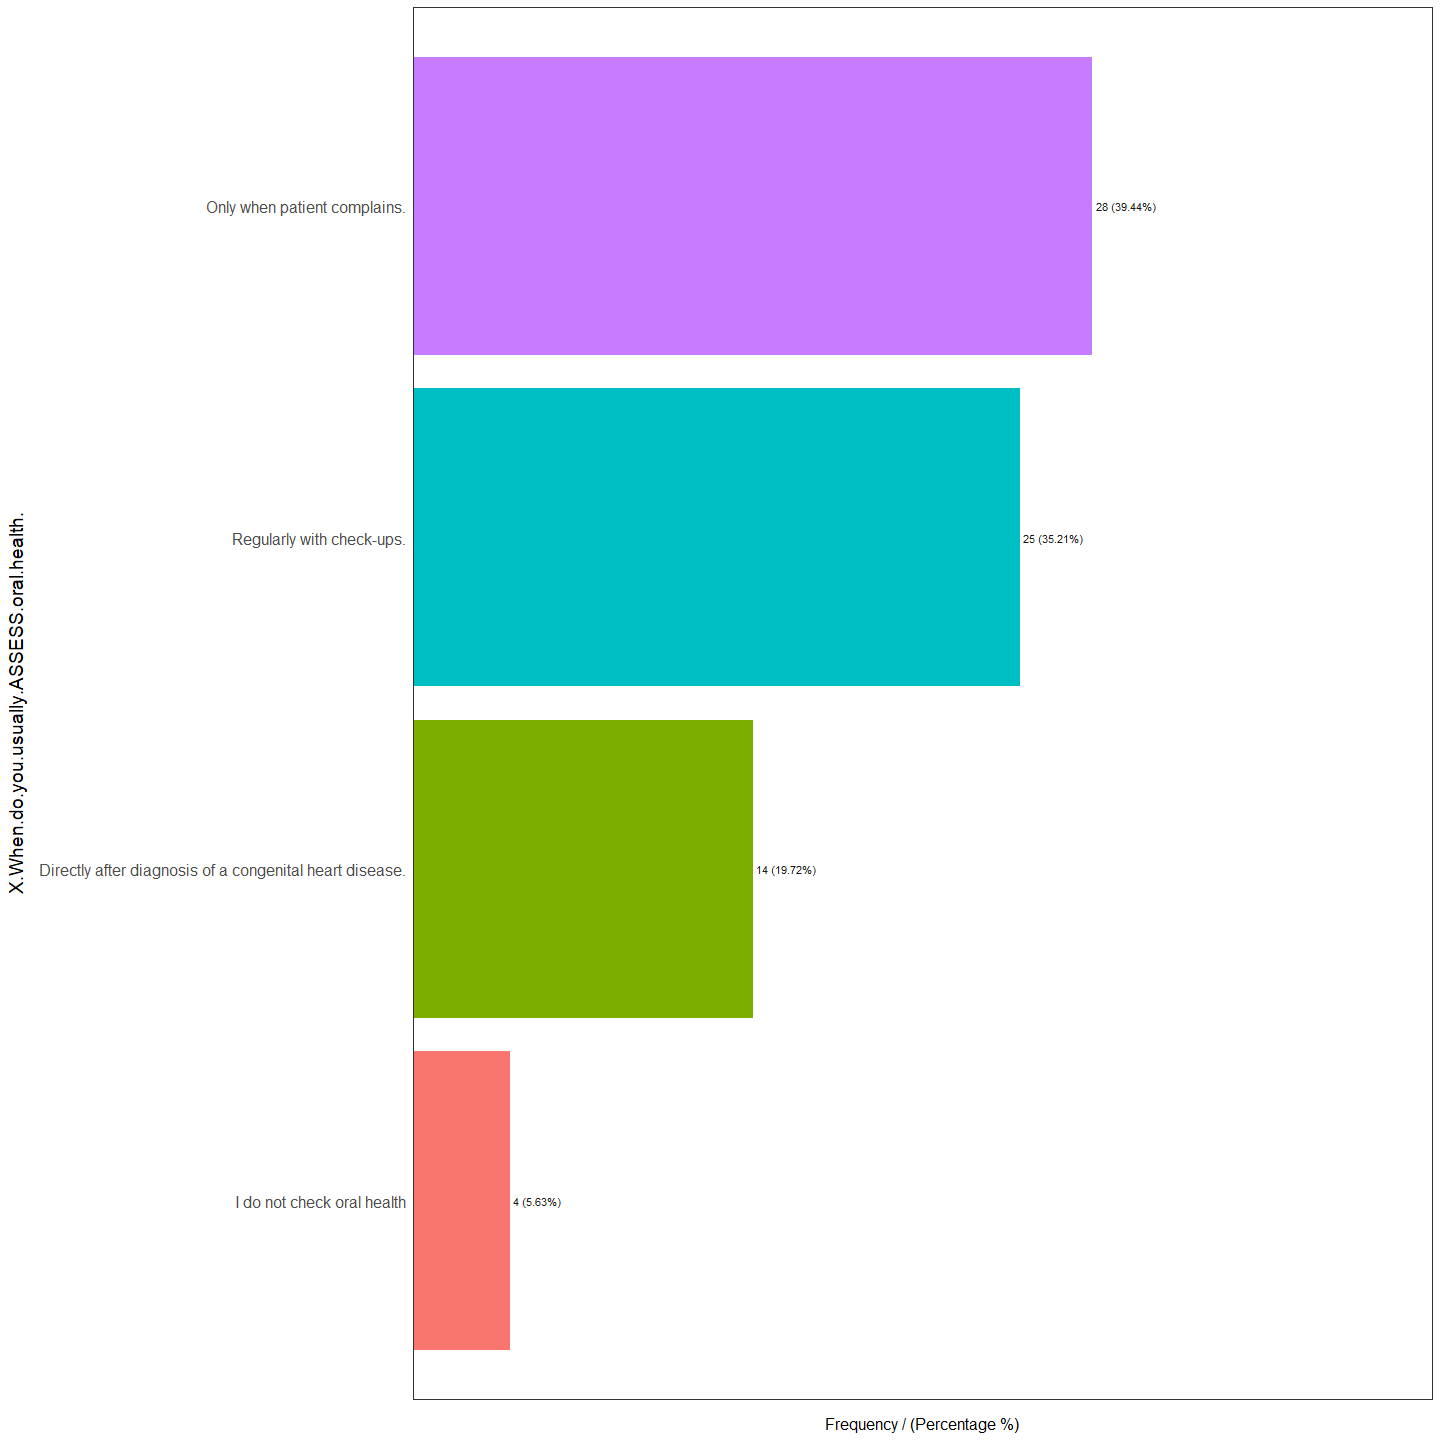 X.When.do.you.usually.ASSESS.oral.health.
Only when patient complains.
28 (39.44%)
Regularly with check-ups.
25 (35.21%)
Directly after diagnosis of a congenital heart disease.
14 (19.72%)
I do not check oral health
4 (5.63%)
Frequency / (Percentage %)